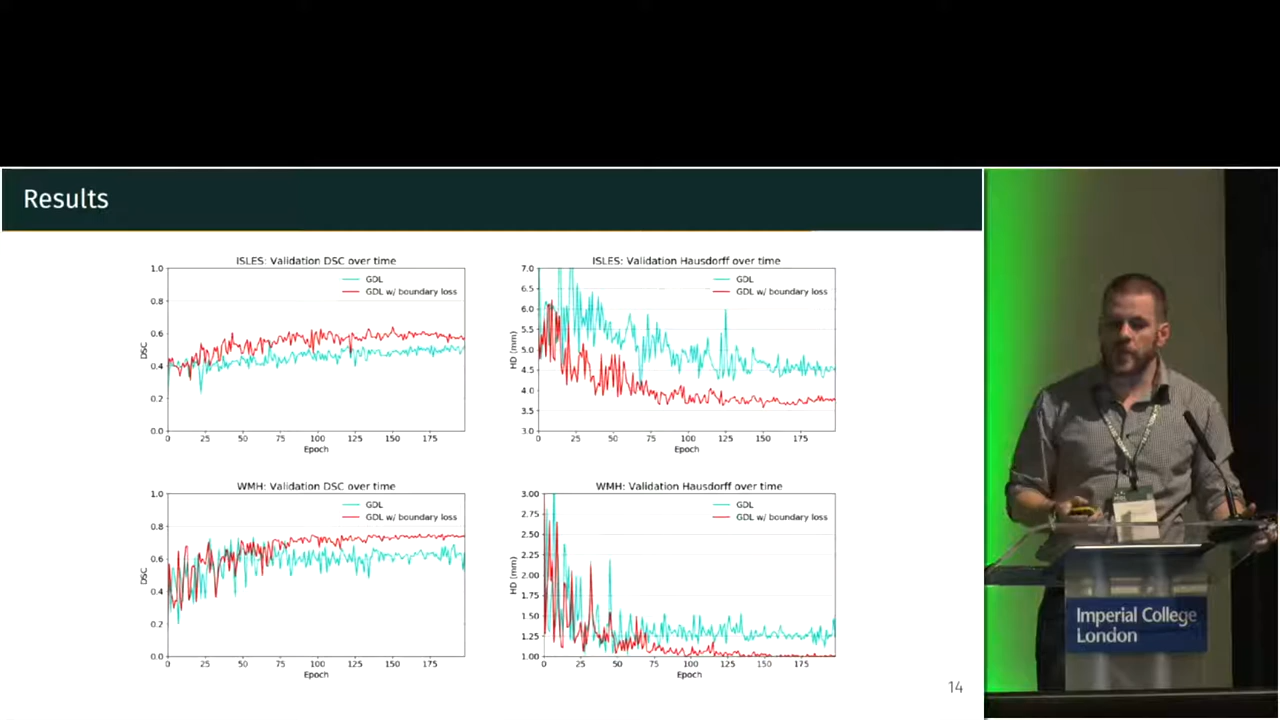 Results
ISLES: Validation DSC over time
1.0
0.8
0.6
0.4
0.2
0.0
DSC
GDL
GDL w/ boundary loss
0 25 50 75 100 125 150 175
Epoch
ISLES: Validation Hausdorff over time
7.0
6.5
6.0
5.5
5.0
4.5
4.0
3.5
3.0
HD (mm)
GDL
GDL w/ boundary loss
0 25 50 75 100 125 150 175
Epoch
WMH: Validation DSC over time
1.0
0.8
0.6
0.4
0.2
0.0
DSC
GDL
GDL w/ boundary loss
0 25 50 75 100 125 150 175
Epoch
WMH: Validation Hausdorff over time
3.00
2.75
2.50
2.25
2.00
1.75
1.50
1.25
1.00
HD (mm)
GDL
GDL w/ boundary loss
0 25 50 75 100 125 150 175
Epoch
14
Imperial College
London